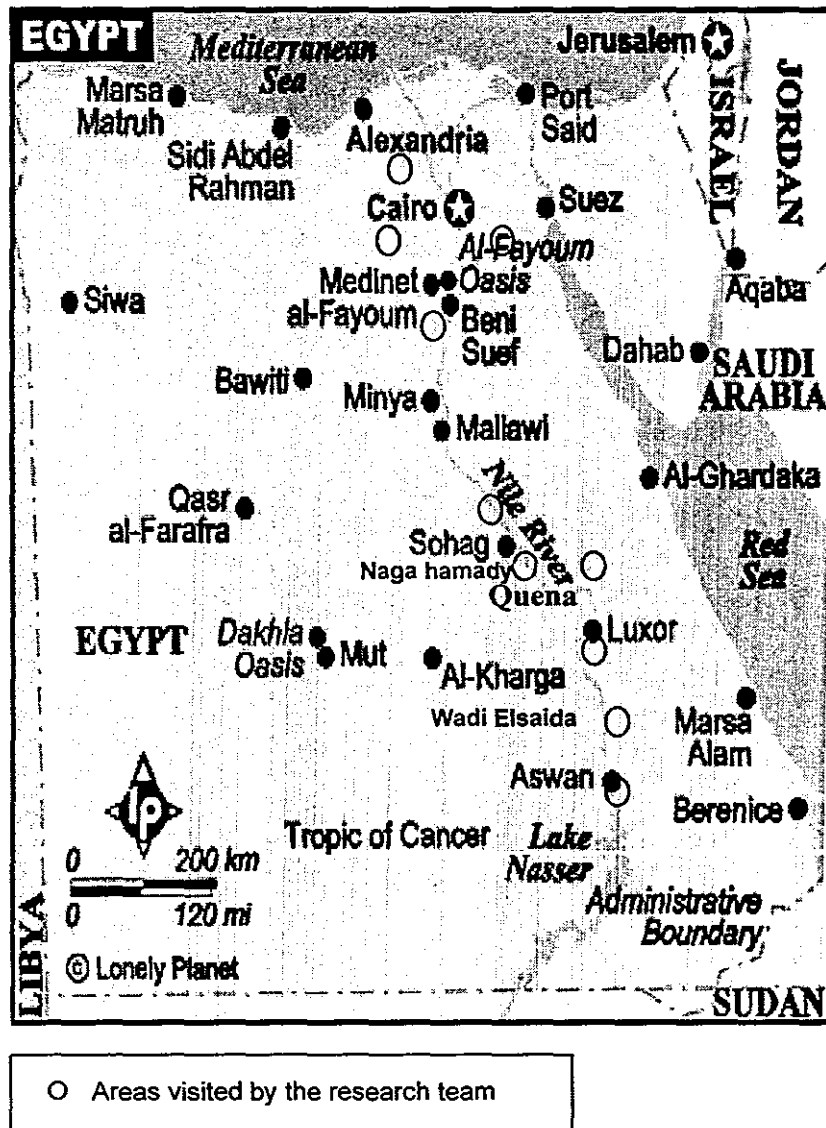 EGYPT
Mediterranean
Sea
Jerusalem
Marsa
Matruh
Sidi Abdel
Rahman
Alexandria
Port
Said
ISRAEL
JORDAN
Cairo
Suez
Al-Fayoum
Oasis
Medinet
al-Fayoum
Beni
Suef
Siwa
Aqaba
Dahab
SAUDI
ARABIA
Bawiti
Minya
Mallawi
Nile River
Al-Ghardaka
Qasr
al-Farafra
Sohag
Naga hamady
Quena
Red
Sea
EGYPT
Dakhla
Oasis
Mut
Al-Kharga
Luxor
Wadi Elsaida
Marsa
Alam
Aswan
Berenice
Tropic of Cancer
Lake
Nasser
lp
0 200 km
0 120 mi
Administrative
Boundary
© Lonely Planet
LIBYA
SUDAN
O Areas visited by the research team